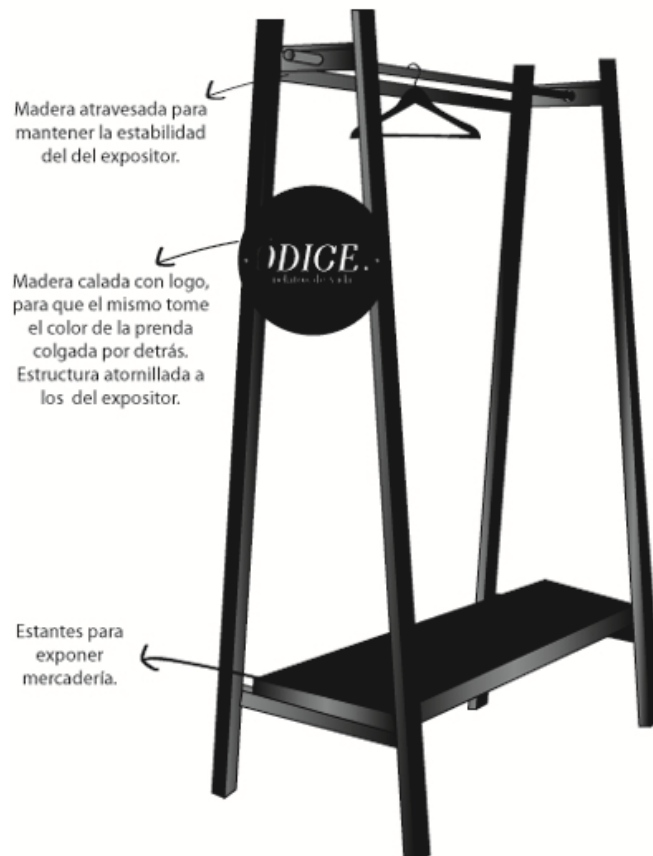 Madera atravesada para
mantener la estabilidad
del del expositor.
ODICE.
Madera calada con logo,
para que el mismo tome
el color de la prenda
colgada por detrás.
Estructura atornillada a
los del expositor.
Estantes para
exponer
mercadería.